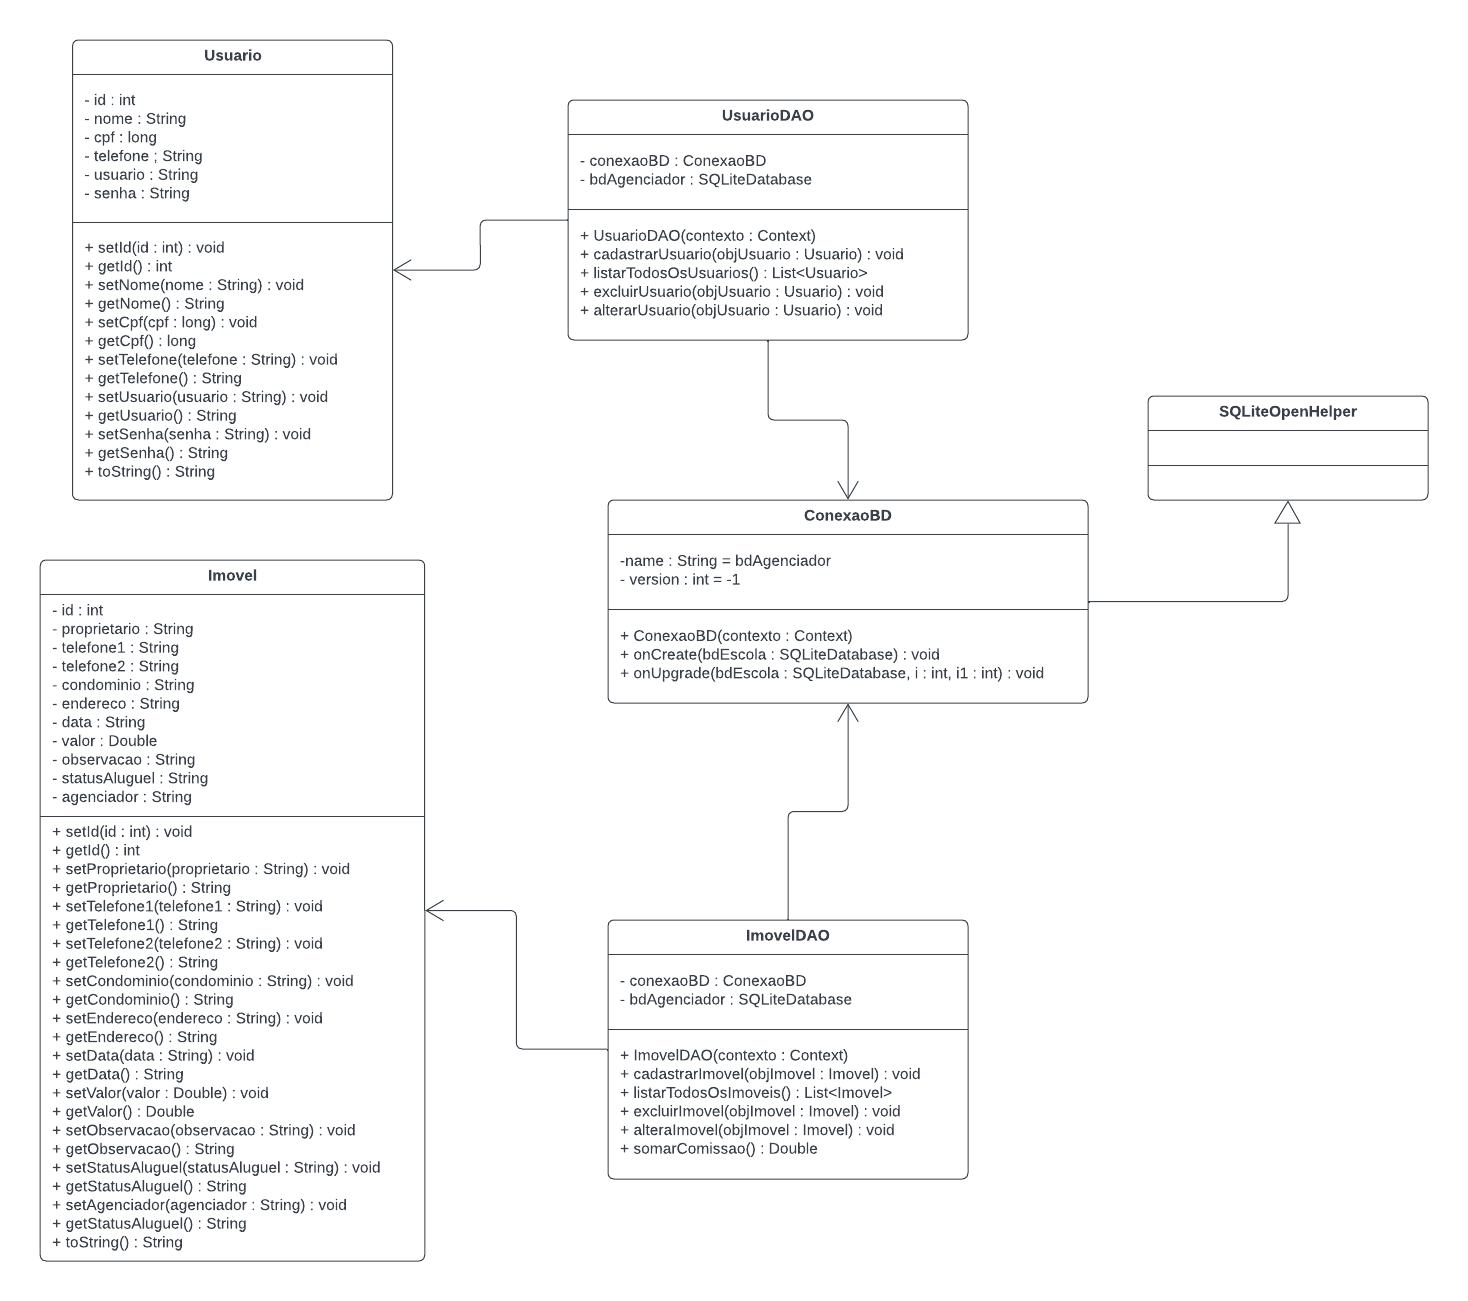 Usuario
- id : int
- nome : String
- cpf : long
- telefone ; String
- usuario : String
- senha : String
+ setId(id : int) : void
+ getId() : int
+ setNome(nome : String) : void
+ getNome() : String
+ setCpf(cpf : long) : void
+ getCpf() : long
+ setTelefone(telefone : String) : void
+ getTelefone() : String
+ setUsuario(usuario : String) : void
+ getUsuario() : String
+ setSenha(senha : String) : void
+ getSenha() : String
+ toString() : String
UsuarioDAO
- conexaoBD : ConexaoBD
- bdAgenciador : SQLiteDatabase
+ UsuarioDAO(contexto : Context)
+ cadastrarUsuario(objUsuario : Usuario) : void
+ listarTodosOsUsuarios() : List<Usuario>
+ excluirUsuario(objUsuario : Usuario) : void
+ alterarUsuario(objUsuario : Usuario) : void
SQLiteOpenHelper
ConexaoBD
-name : String = bdAgenciador
- version : int = -1
+ ConexaoBD(contexto : Context)
+ onCreate(bdEscola : SQLiteDatabase) : void
+ onUpgrade(bdEscola : SQLiteDatabase, i : int, i1 : int) : void
Imovel
- id : int
- proprietario : String
- telefone1 : String
- telefone2 : String
- condominio : String
- endereco : String
- data : String
- valor : Double
- observacao : String
- statusAluguel : String
- agenciador : String
+ setId(id : int) : void
+ getId() : int
+ setProprietario(proprietario : String) : void
+ getProprietario() : String
+ setTelefone1(telefone1 : String) : void
+ getTelefone1() : String
+ setTelefone2(telefone2 : String) : void
+ getTelefone2() : String
+ setCondominio(condominio : String) : void
+ getCondominio() : String
+ setEndereco(endereco : String) : void
+ getEndereco() : String
+ setData(data : String) : void
+ getData() : String
+ setValor(valor : Double) : void
+ getValor() : Double
+ setObservacao(observacao : String) : void
+ getObservacao() : String
+ setStatusAluguel(statusAluguel : String) : void
+ getStatusAluguel() : String
+ setAgenciador(agenciador : String) : void
+ getStatusAluguel() : String
+ toString() : String
ImovelDAO
- conexaoBD : ConexaoBD
- bdAgenciador : SQLiteDatabase
+ ImovelDAO(contexto : Context)
+ cadastrarImovel(objImovel : Imovel) : void
+ listarTodosOsImoveis() : List<Imovel>
+ excluirImovel(objImovel : Imovel) : void
+ alteraImovel(objImovel : Imovel) : void
+ somarComissao() : Double